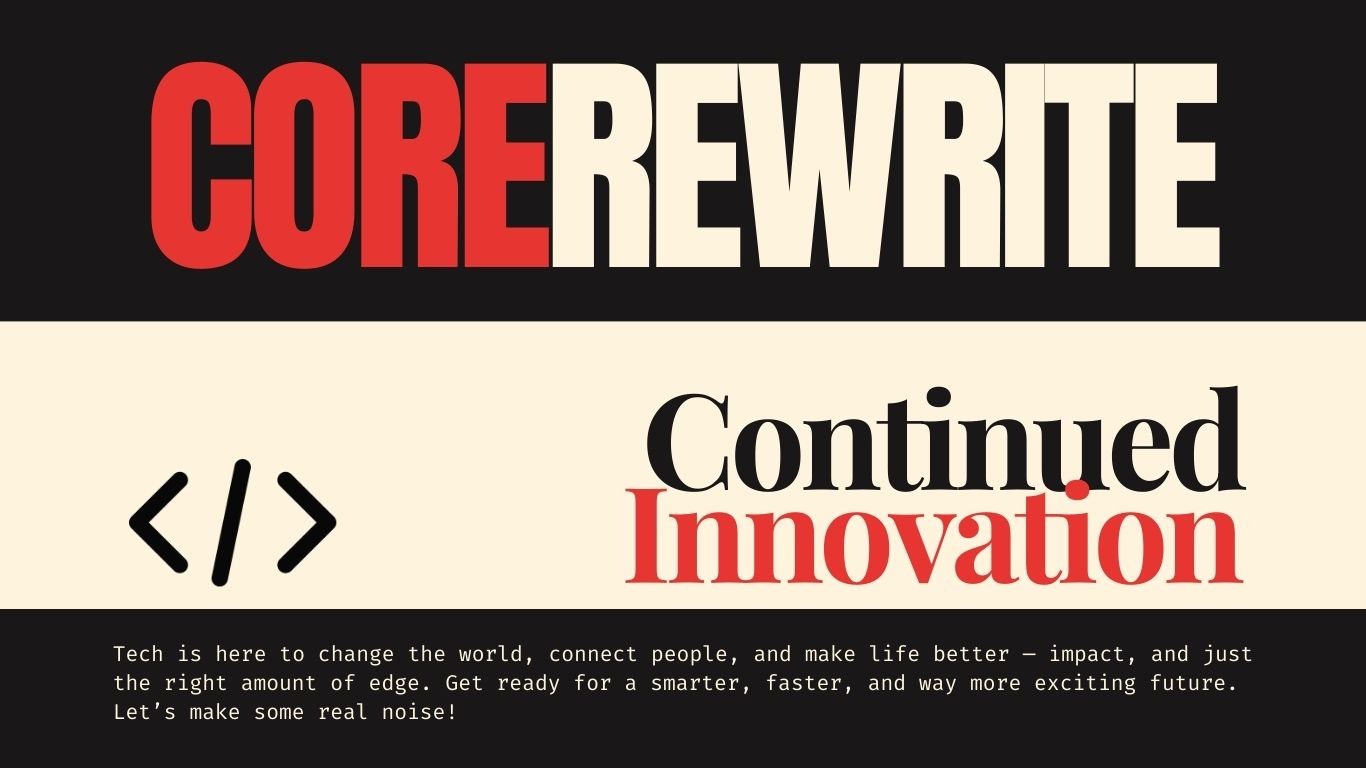 COREREWRITE
Continued
Innovation
</>
Tech is here to change the world, connect people, and make life better — impact, and just
the right amount of edge. Get ready for a smarter, faster, and way more exciting future.
Let’s make some real noise!